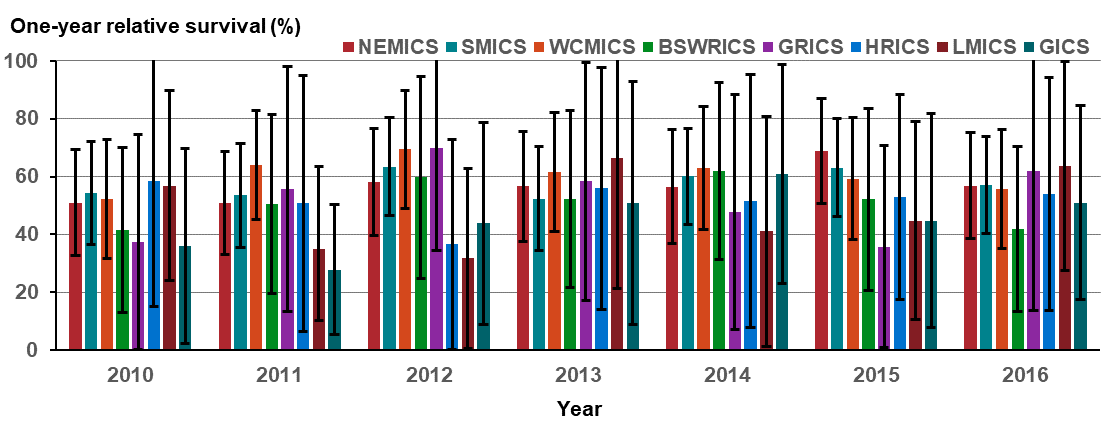 One-year relative survival (%)
NEMICS SMICS WCMICS BSWRICS GRICS HRICS LMICS GICS
100
80
60
40
20
0
2010 2011 2012 2013 2014 2015 2016
Year